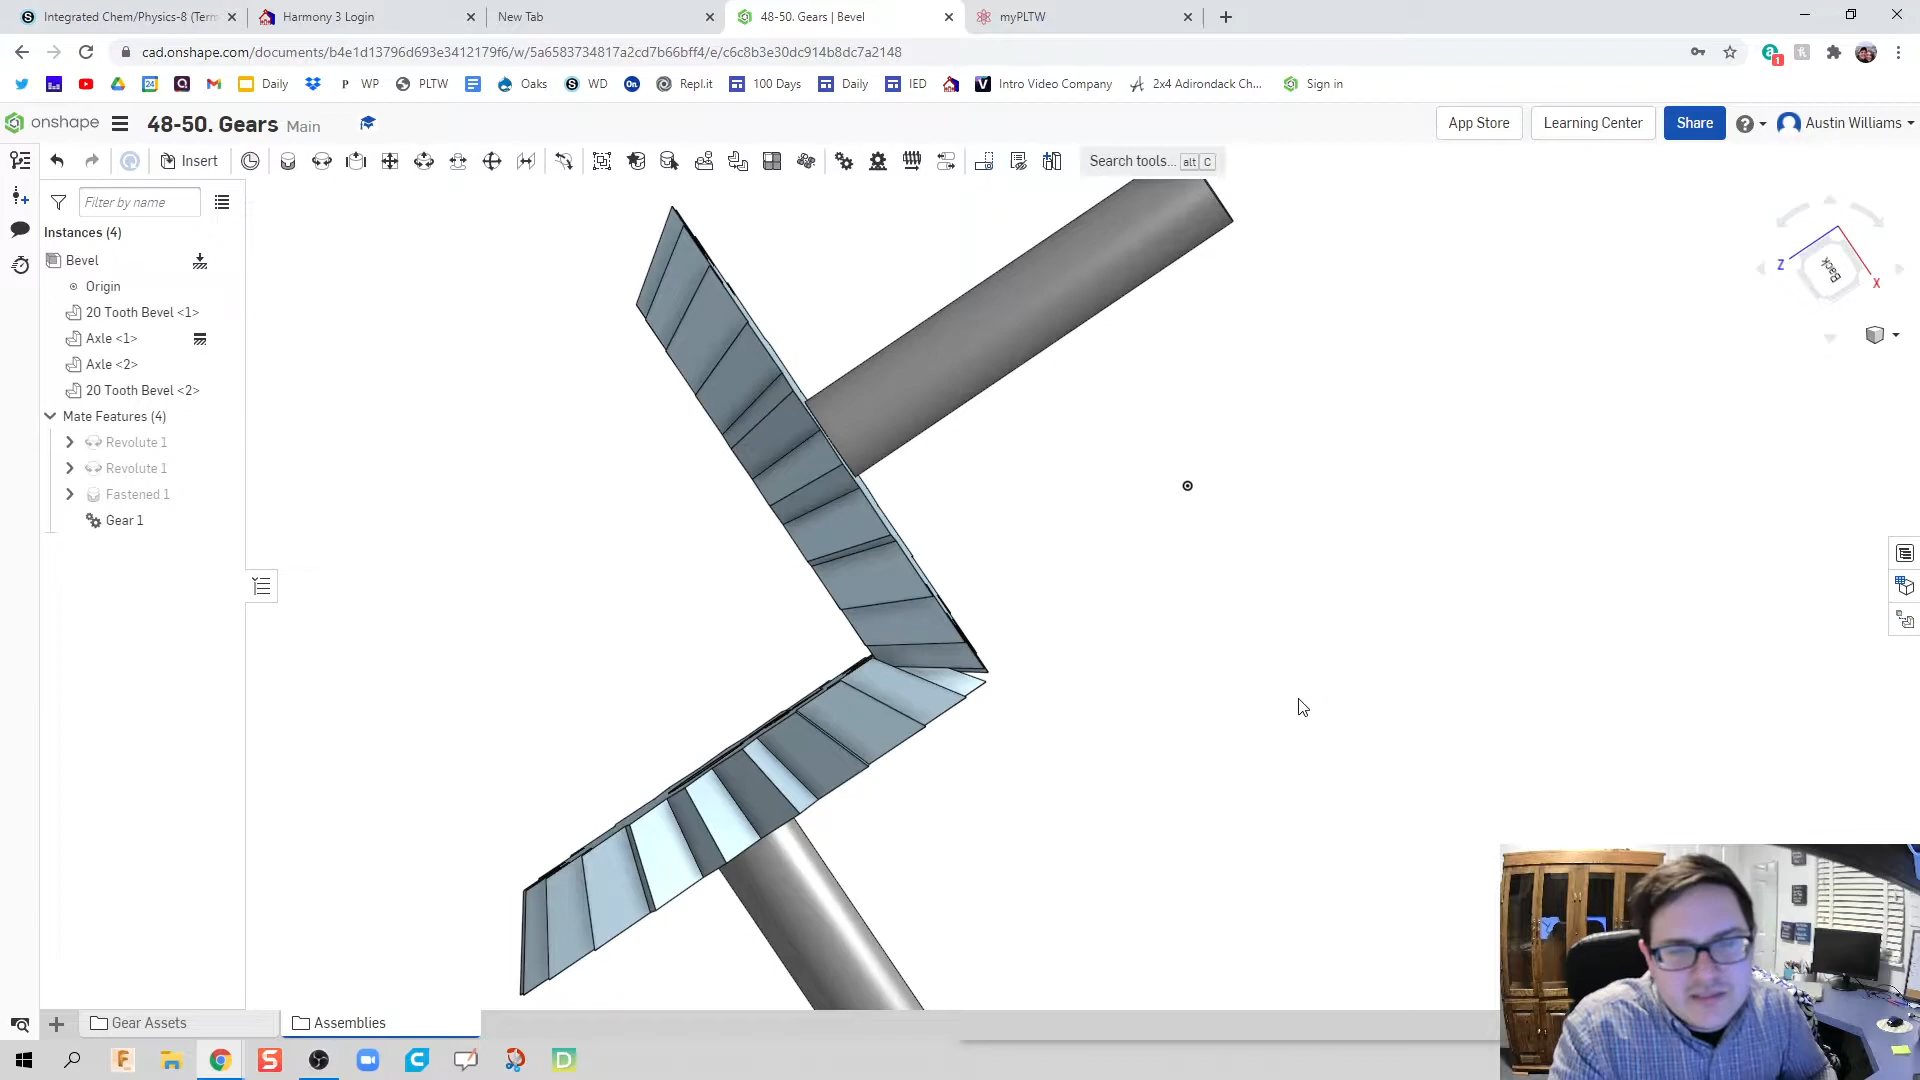 Integrated Chem/Physics-8 (Term
Harmony 3 Login
New Tab
48-50. Gears | Bevel
myPLTW
cad.onshape.com/documents/b4e1d13796d693e3412179f6/w/5a6583734817a2cd7b66bff4/e/c6c8b3e30dc914b8dc7a2148
1
24
Daily
P WP
PLTW
Oaks
S WD
On
Repl.it
100 Days
Daily
IED
Intro Video Company
2x4 Adirondack Ch...
Sign in
onshape
48-50. Gears Main
App Store
Learning Center
Share
Austin Williams
Insert
Search tools... alt C
Filter by name
Instances (4)
Bevel
Origin
20 Tooth Bevel <1>
Axle <1>
Axle <2>
20 Tooth Bevel <2>
Mate Features (4)
Revolute 1
Revolute 1
Fastened 1
Gear 1
Z
Back
X
Gear Assets
Assemblies